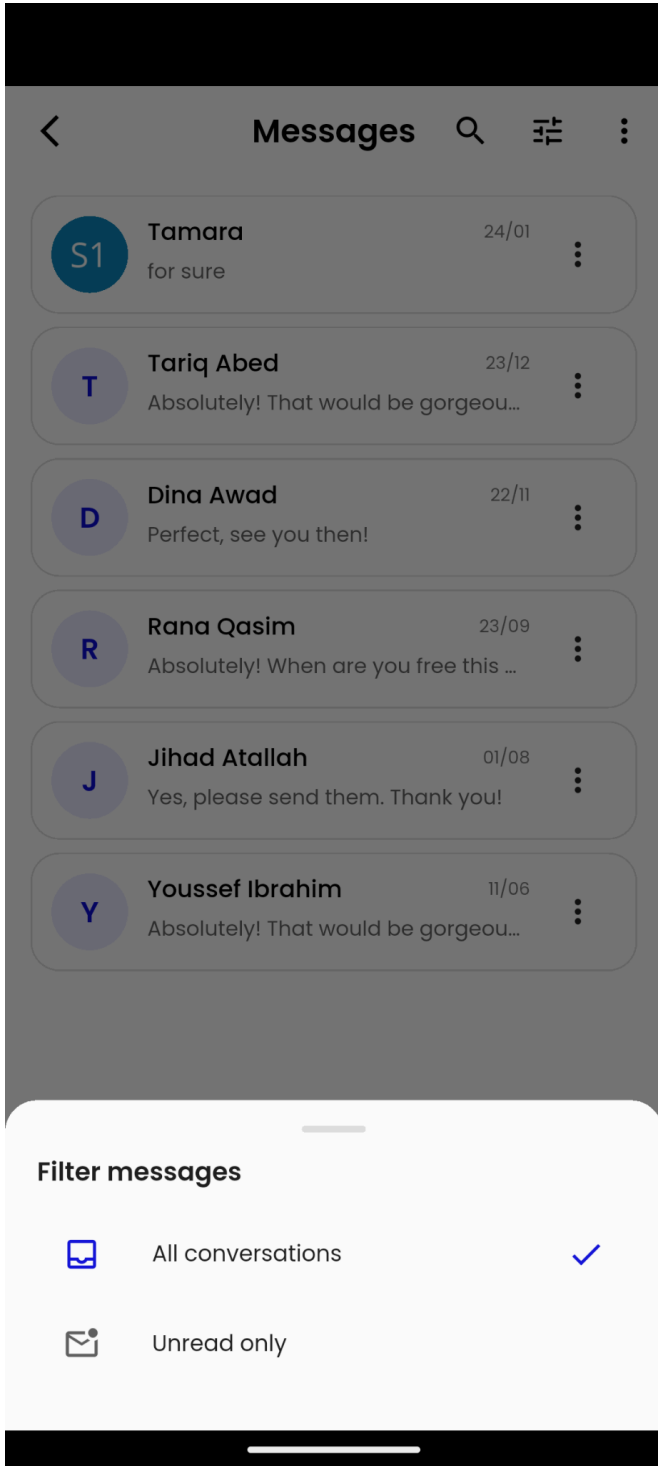 Messages
S1
Tamara
24/01
for sure
T
Tariq Abed
23/12
Absolutely! That would be gorgeou...
D
Dina Awad
22/11
Perfect, see you then!
R
Rana Qasim
23/09
Absolutely! When are you free this ...
J
Jihad Atallah
01/08
Yes, please send them. Thank you!
Y
Youssef Ibrahim
11/06
Absolutely! That would be gorgeou...
Filter messages
All conversations
Unread only